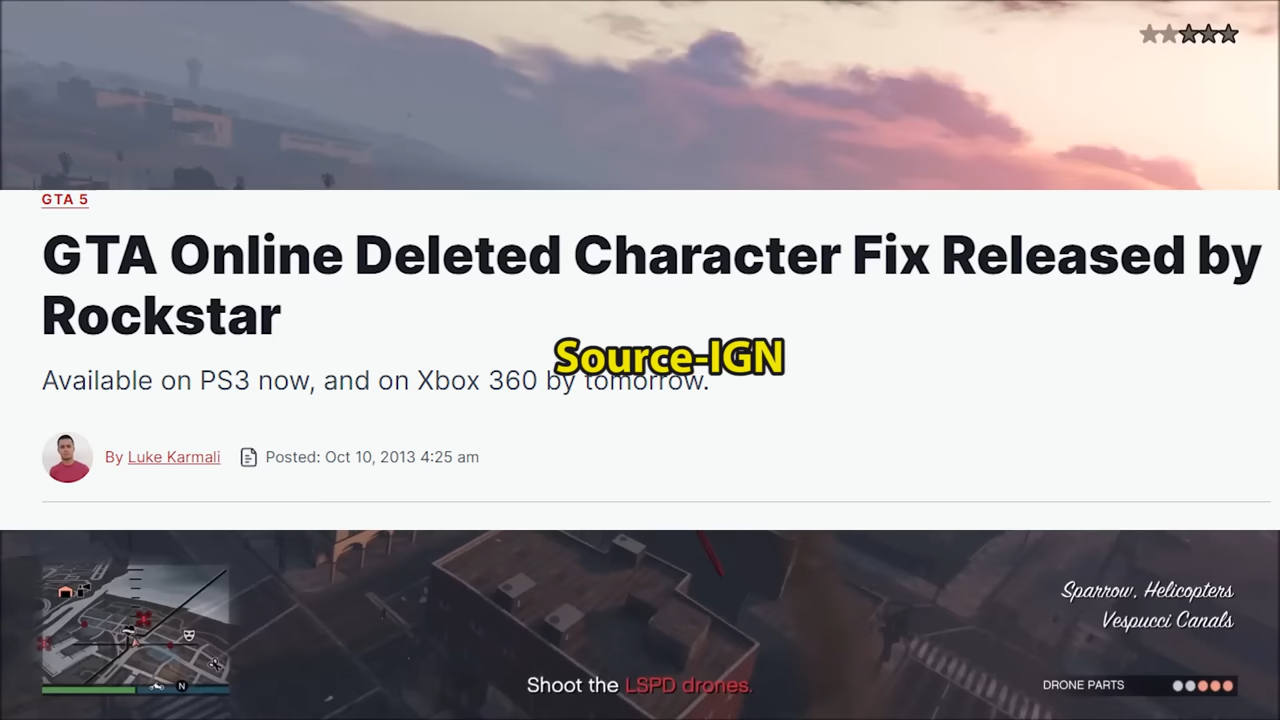 GTA 5
GTA Online Deleted Character Fix Released by
Rockstar
Source-IGN
Available on PS3 now, and on Xbox 360 by tomorrow.
By Luke Karmali Posted: Oct 10, 2013 4:25 am
Sparrow, Helicopters
Vespucci Canals
N
Shoot the LSPD drones.
DRONE PARTS